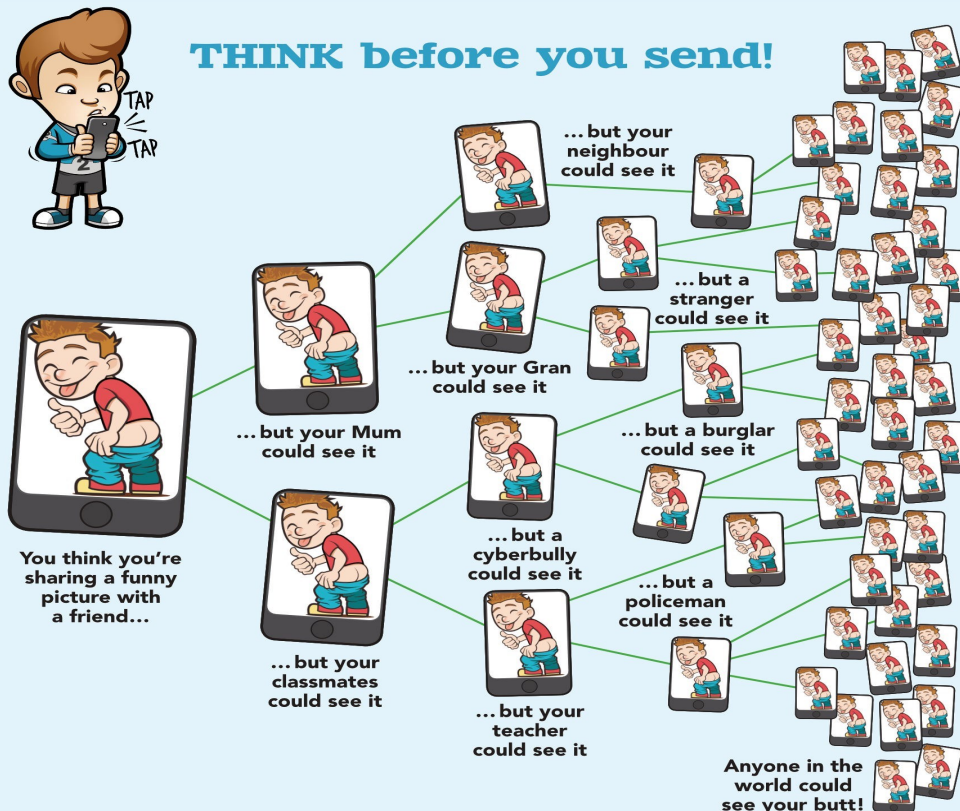 THINK before you send!
TAP
TAP
2
You think you're
sharing a funny
picture with
a friend...
...but your Mum
could see it
...but your
classmates
could see it
...but your Gran
could see it
...but a
cyberbully
could see it
...but your
teacher
could see it
...but your
neighbour
could see it
...but a
stranger
could see it
...but a burglar
could see it
...but a
policeman
could see it
Anyone in the
world could
see your butt!